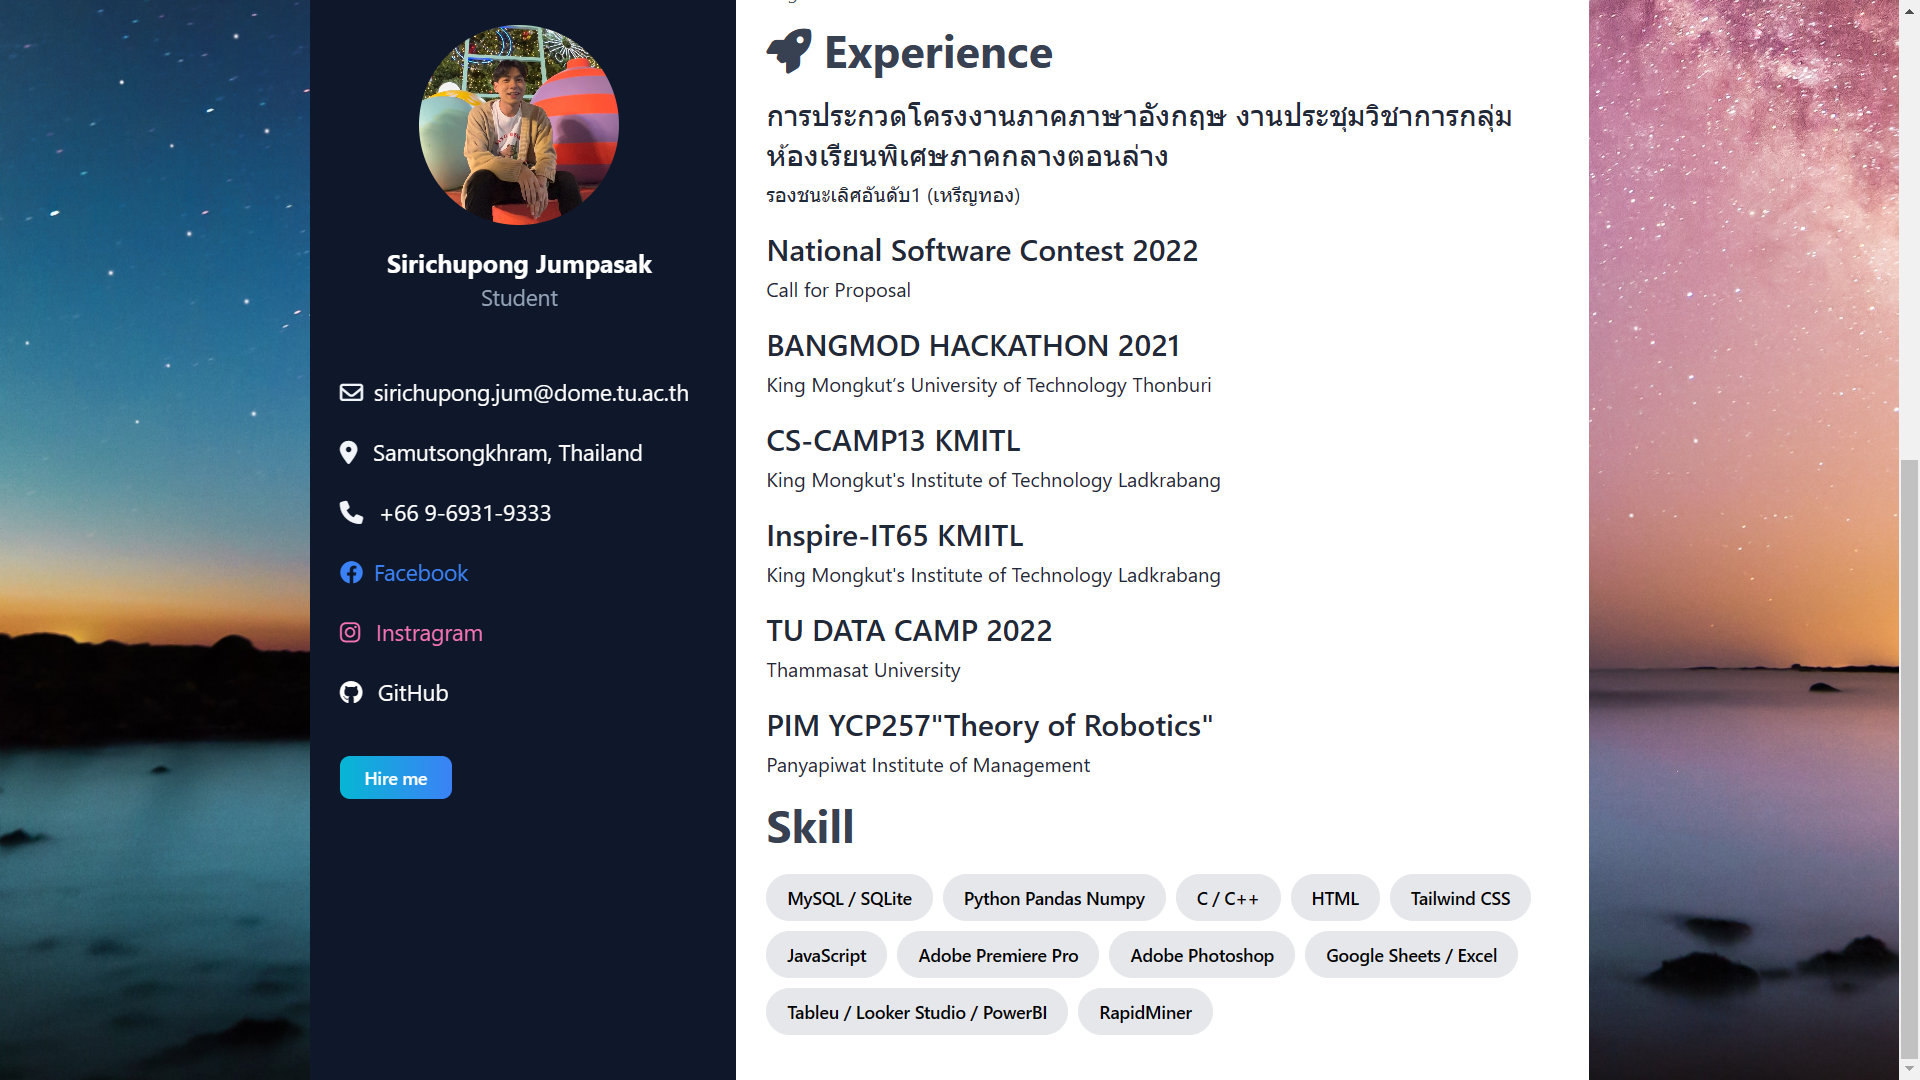 Sirichupong Jumpasak
Student
sirichupong.jum@dome.tu.ac.th
Samutsongkhram, Thailand
+66 9-6931-9333
Facebook
Instragram
GitHub
Hire me
Experience
การประกวดโครงงานภาคภาษาอังกฤษ งานประชุมวิชาการกลุ่ม
ห้องเรียนพิเศษภาคกลางตอนล่าง
รองชนะเลิศอันดับ1 (เหรีญทอง)
National Software Contest 2022
Call for Proposal
BANGMOD HACKATHON 2021
King Mongkut’s University of Technology Thonburi
CS-CAMP13 KMITL
King Mongkut's Institute of Technology Ladkrabang
Inspire-IT65 KMITL
King Mongkut's Institute of Technology Ladkrabang
TU DATA CAMP 2022
Thammasat University
PIM YCP257"Theory of Robotics"
Panyapiwat Institute of Management
Skill
MySQL / SQLite Python Pandas Numpy C / C++ HTML Tailwind CSS
JavaScript Adobe Premiere Pro Adobe Photoshop Google Sheets / Excel
Tableu / Looker Studio / PowerBI RapidMiner